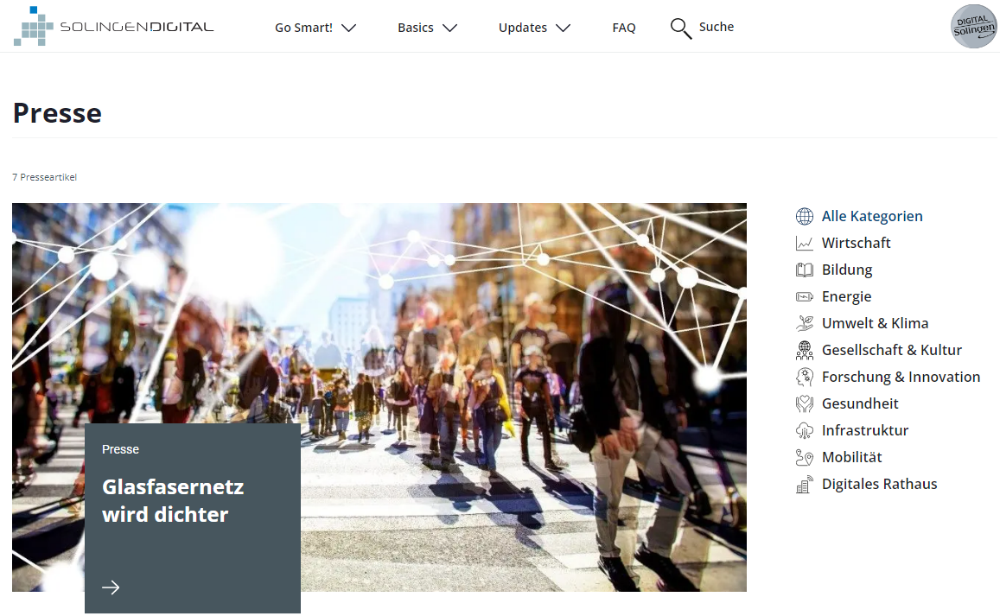 SOLINGENDIGITAL
Go Smart!
Basics
Updates
FAQ
Suche
DIGITAL
Solingen
Presse
7 Presseartikel
Presse
Glasfasernetz
wird dichter
Alle Kategorien
Wirtschaft
Bildung
Energie
Umwelt & Klima
Gesellschaft & Kultur
Forschung & Innovation
Gesundheit
Infrastruktur
Mobilität
Digitales Rathaus